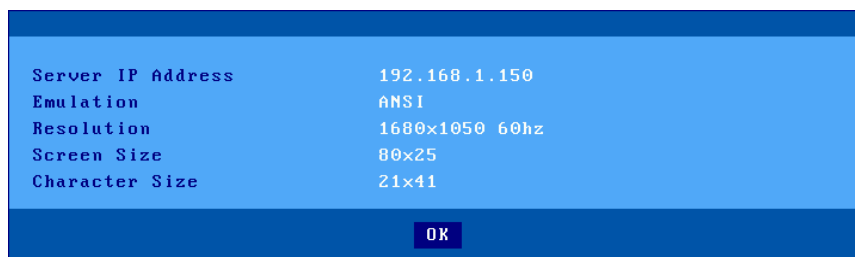 Server IP Address 192.168.1.150
Emulation ANSI
Resolution 1680x1050 60hz
Screen Size 80x25
Character Size 21x41
OK